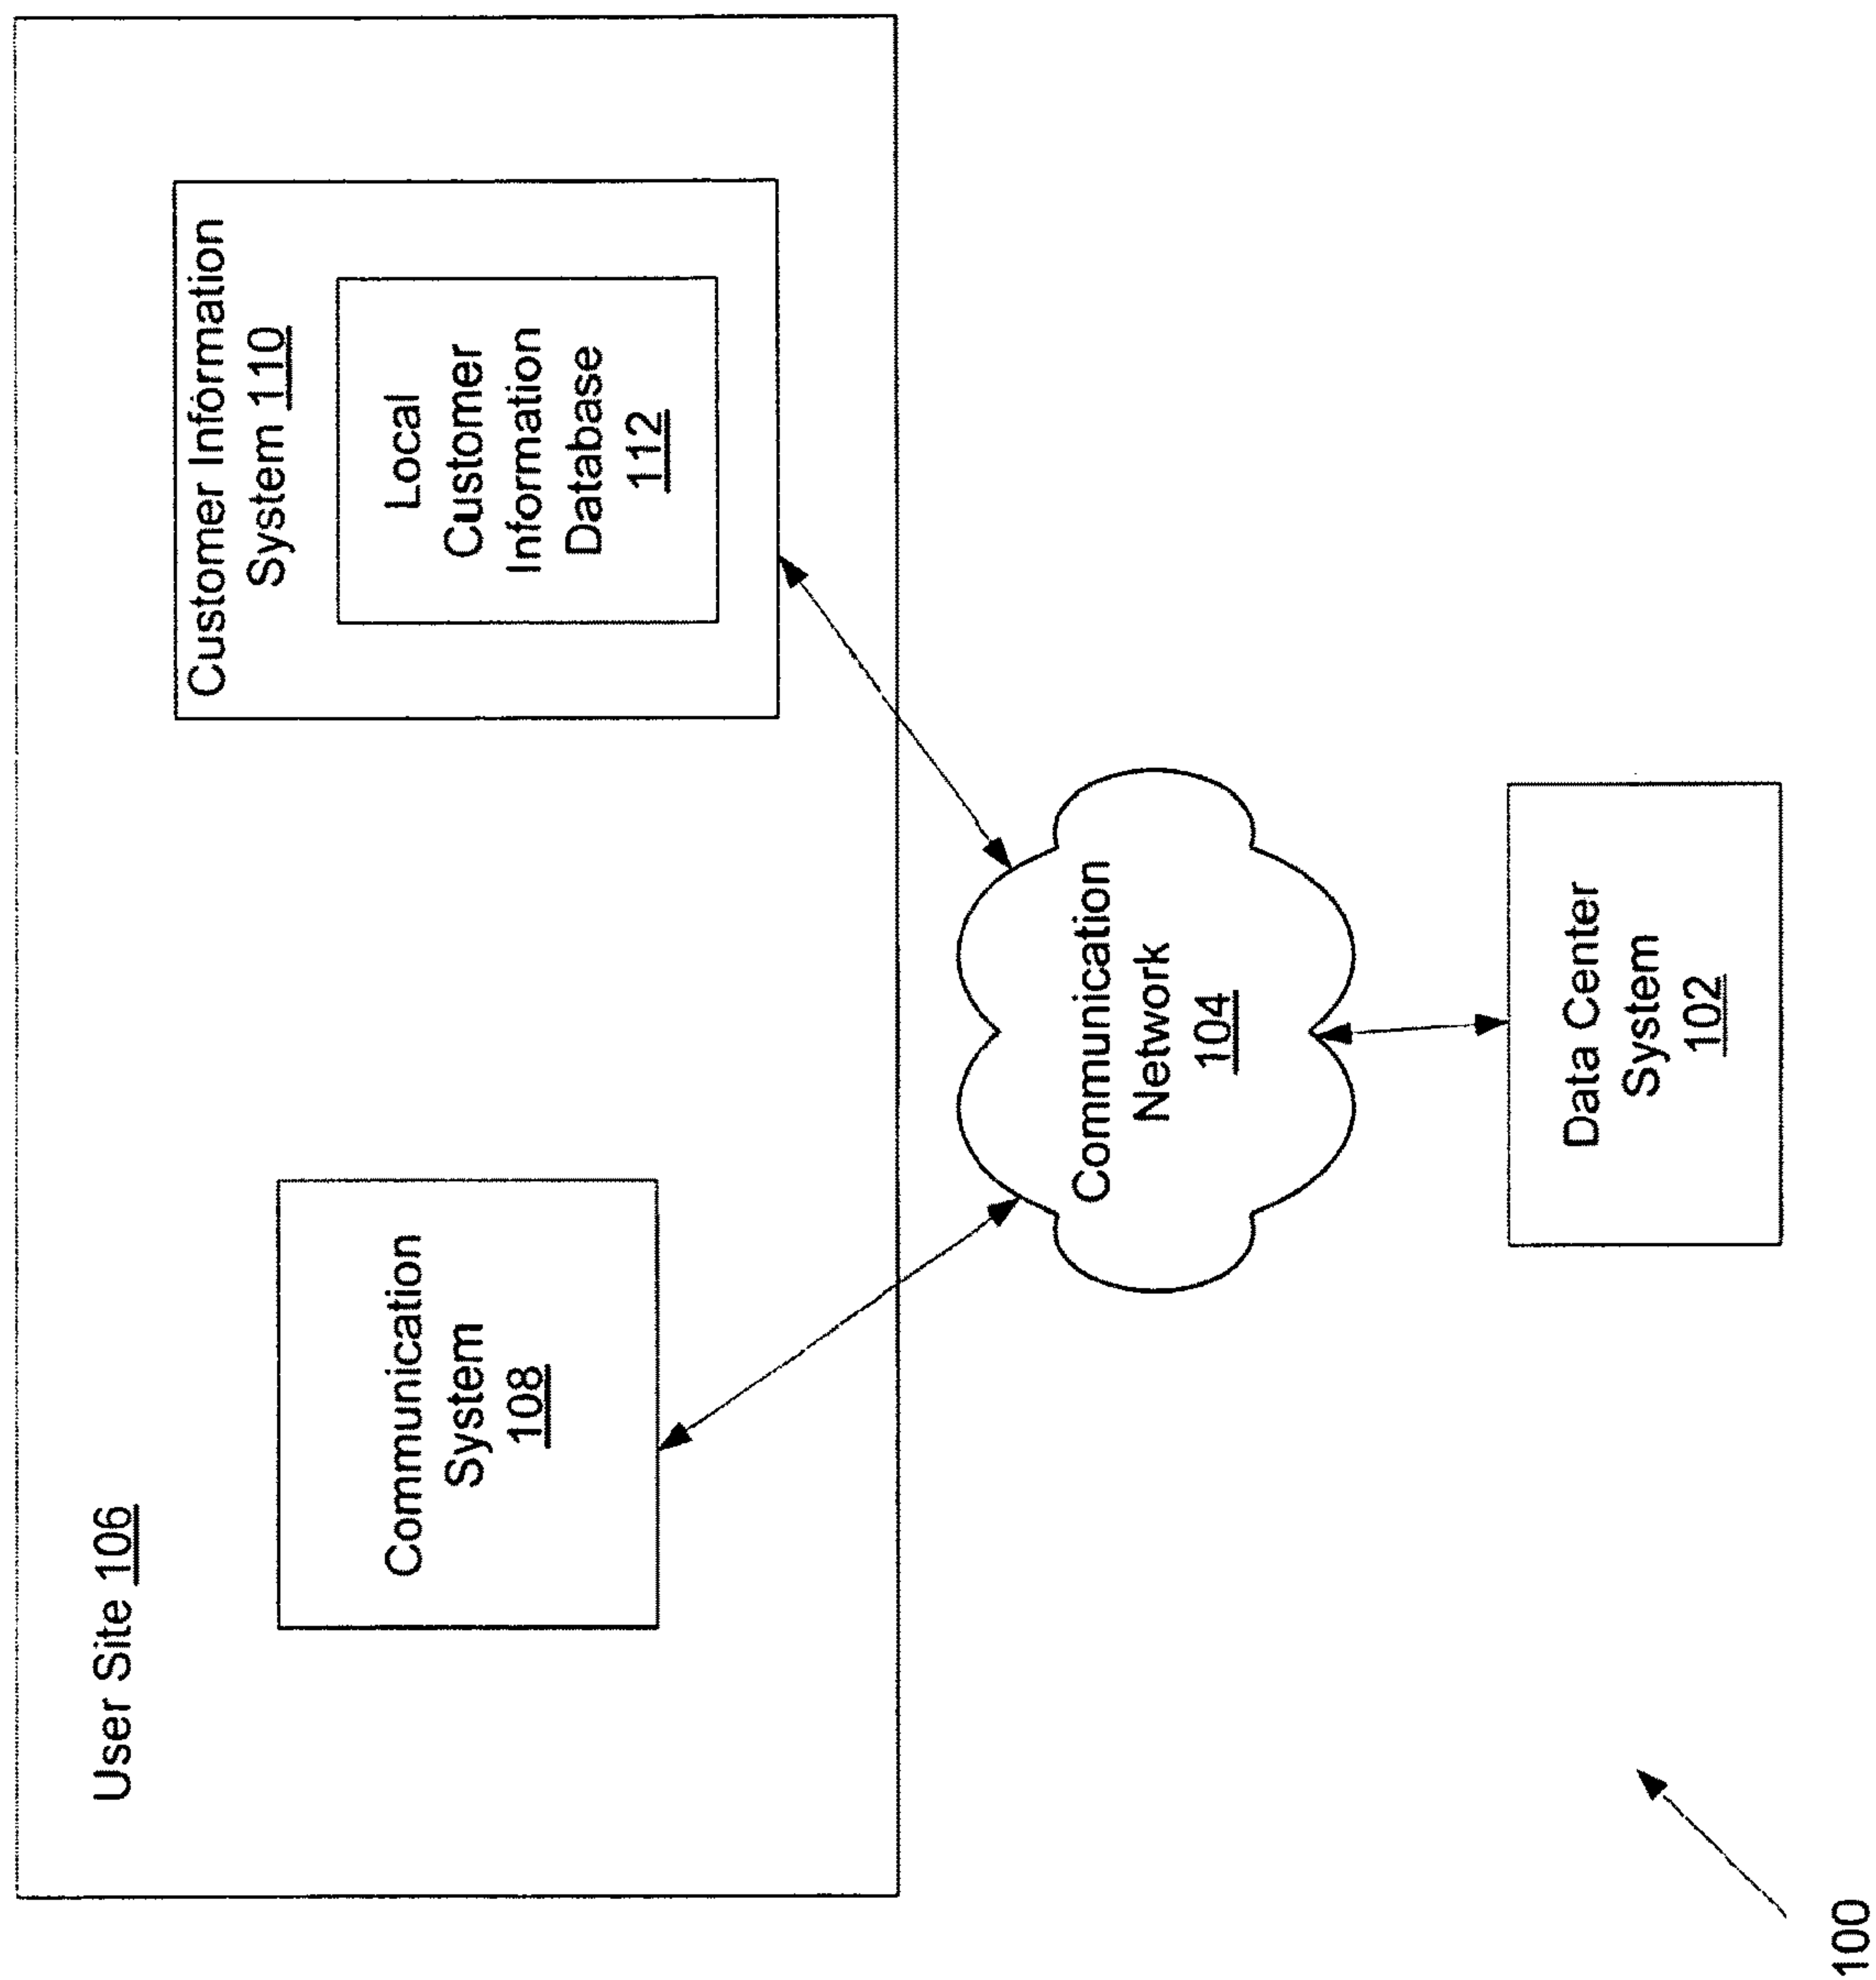 User Site 106
Customer Information
System 110
Communication
System
108
Local
Customer
Information
Database
112
Communication
Network
104
Data Center
System
102
100